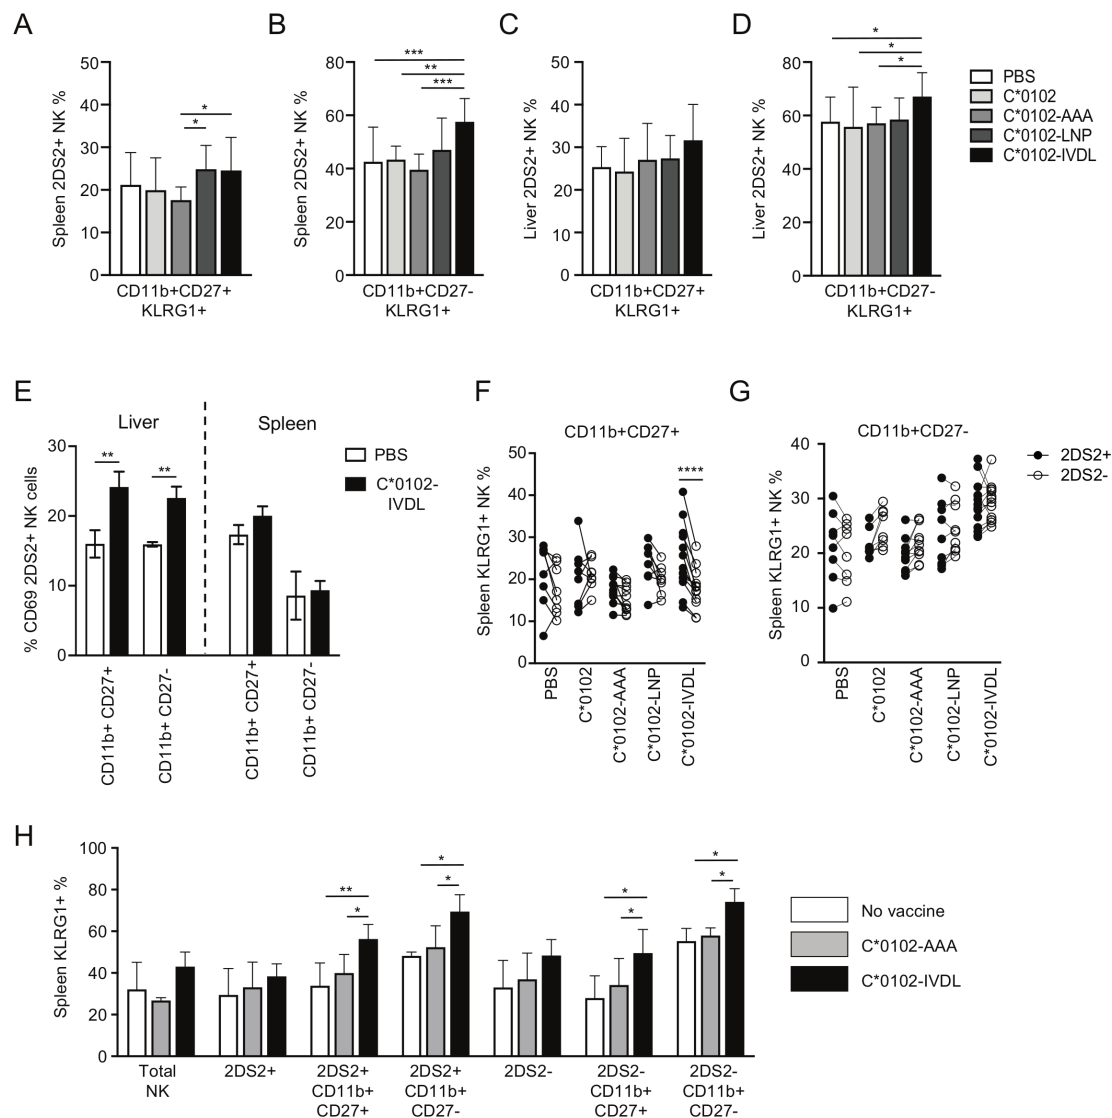 A
B
C
D
Spleen 2DS2+ NK %
50
40
30
20
10
0
*
*
CD11b+CD27+
KLRG1+
Spleen 2DS2+ NK %
80
60
40
20
0
***
**
***
CD11b+CD27-
KLRG1+
Liver 2DS2+ NK %
50
40
30
20
10
0
CD11b+CD27+
KLRG1+
Liver 2DS2+ NK %
80
60
40
20
0
*
*
*
CD11b+CD27-
KLRG1+
PBS
C*0102
C*0102-AAA
C*0102-LNP
C*0102-IVDL
E
Liver
Spleen
% CD69 2DS2+ NK cells
30
20
10
0
**
**
CD11b+ CD27+
CD11b+ CD27-
CD11b+ CD27+
CD11b+ CD27-
PBS
C*0102-
IVDL
F
CD11b+CD27+
Spleen KLRG1+ NK %
50
40
30
20
10
0
****
PBS
C*0102
C*0102-AAA
C*0102-LNP
C*0102-IVDL
G
CD11b+CD27-
Spleen KLRG1+ NK %
40
30
20
10
0
PBS
C*0102
C*0102-AAA
C*0102-LNP
C*0102-IVDL
2DS2+
2DS2-
H
Spleen KLRG1+ %
100
80
60
40
20
0
**
*
*
*
*
*
*
*
Total
NK
2DS2+
2DS2+
CD11b+
CD27+
2DS2+
CD11b+
CD27-
2DS2-
2DS2-
CD11b+
CD27+
2DS2-
CD11b+
CD27-
No vaccine
C*0102-AAA
C*0102-IVDL